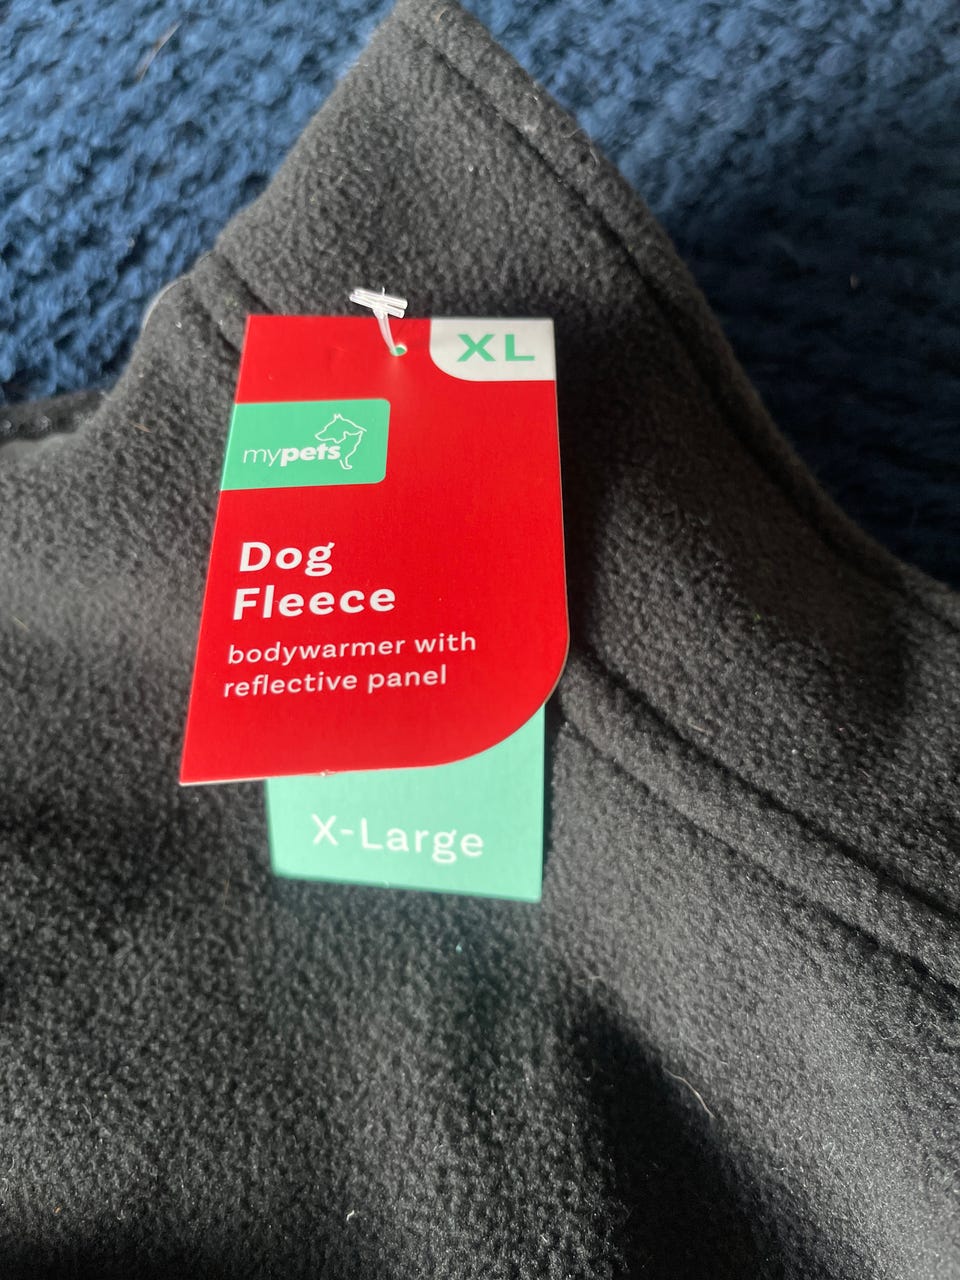 XL
mypets
Dog
Fleece
bodywarmer with
reflective panel
X-Large